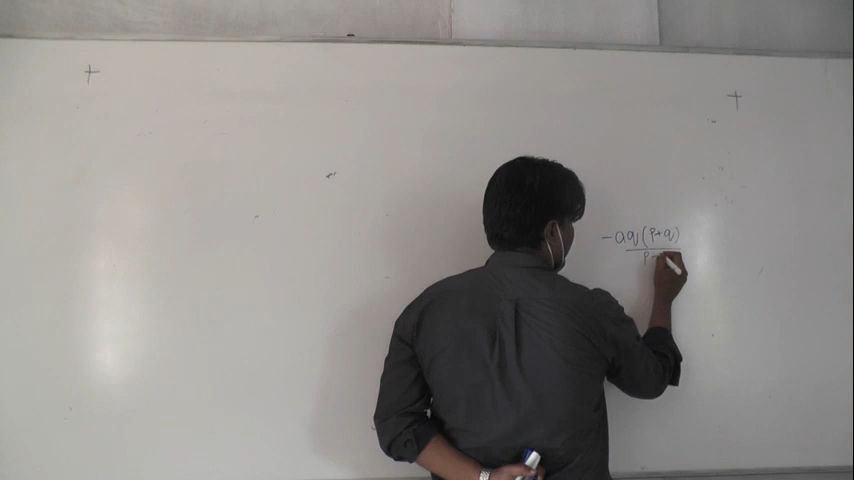 + +
-aq(p+q)
p-